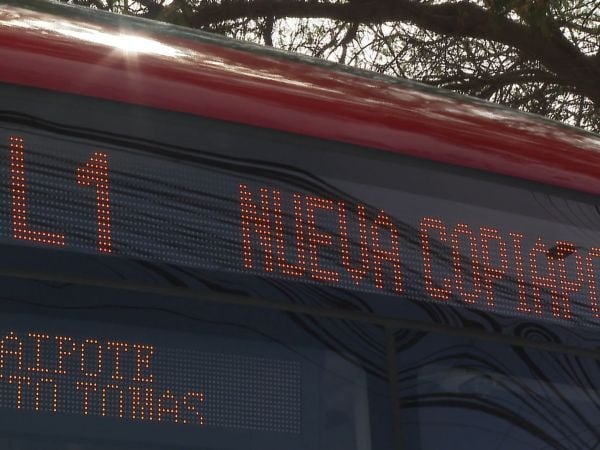 L1 NUEVA COPIAPO
AIPOTE
TO TOMAS